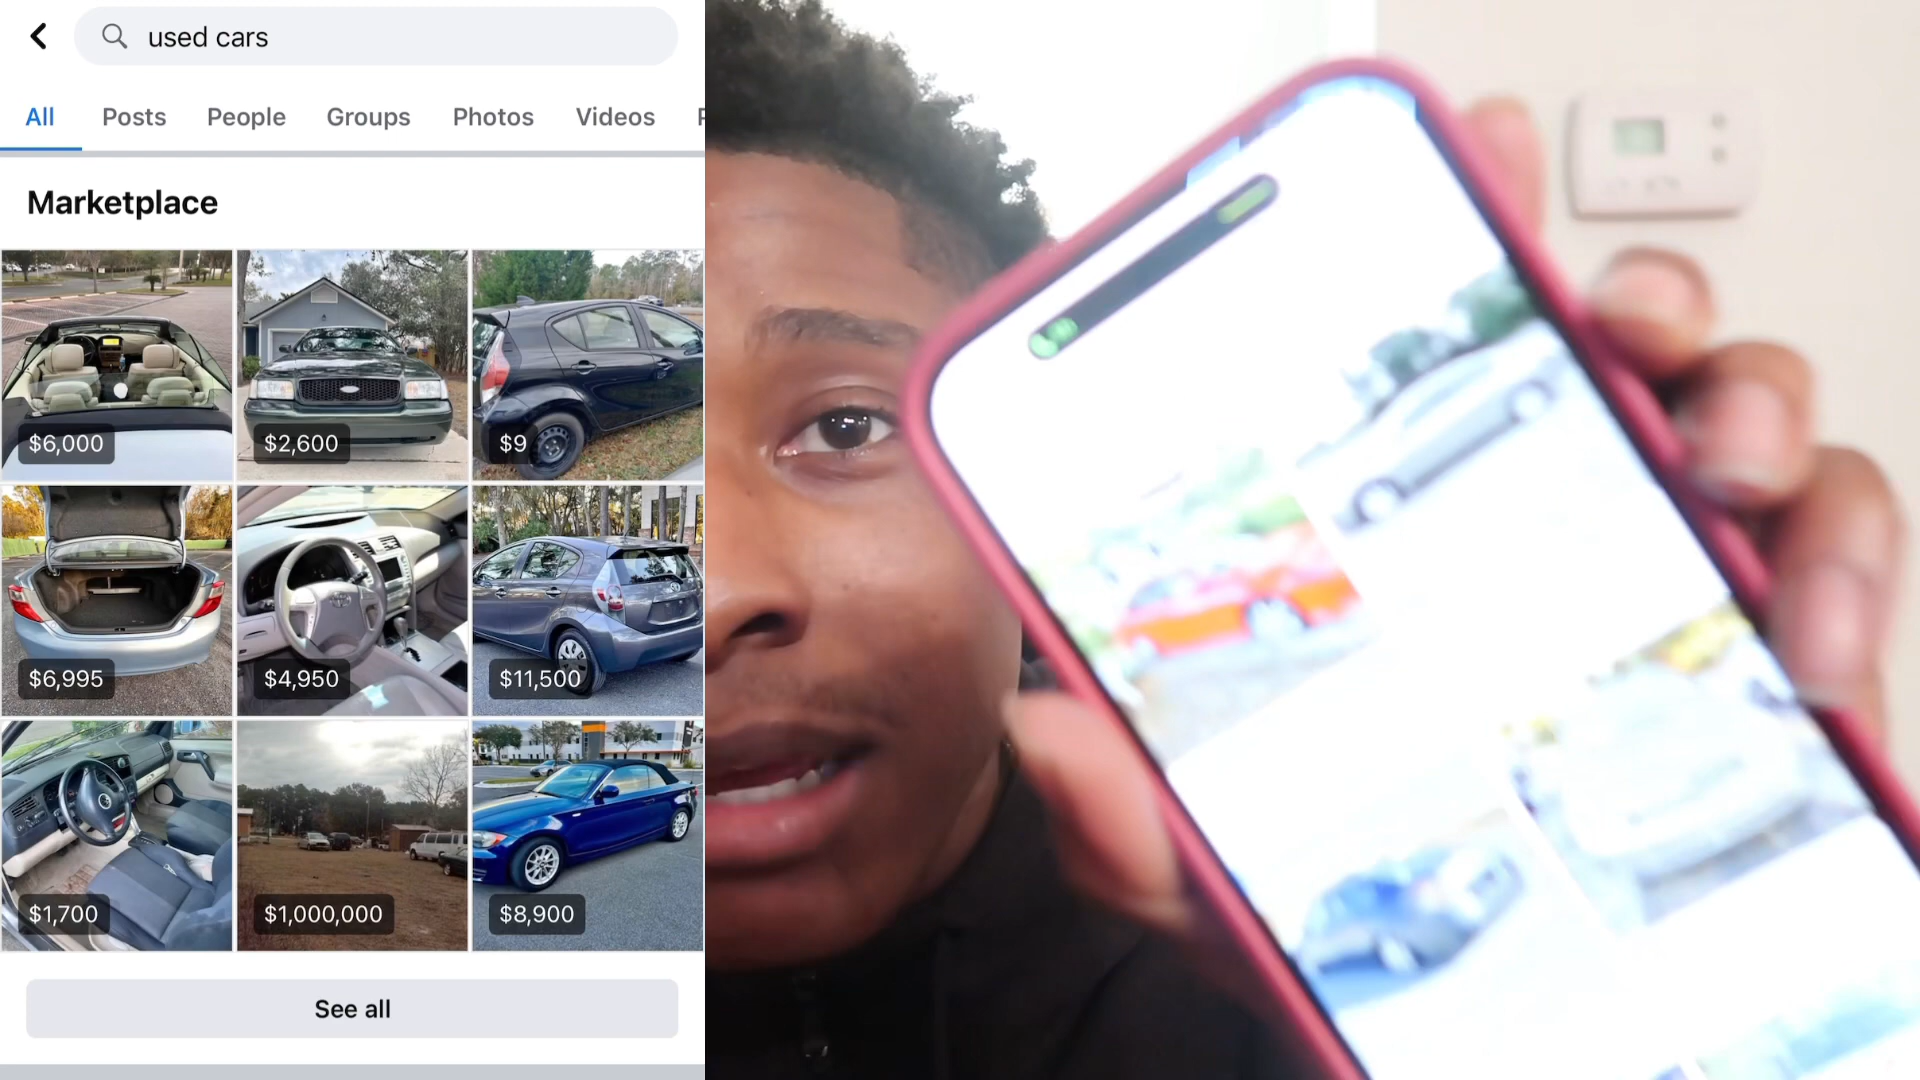 used cars
All Posts People Groups Photos Videos
Marketplace
$6,000 $2,600 $9
$6,995 $4,950 $11,500
$1,700 $1,000,000 $8,900
See all